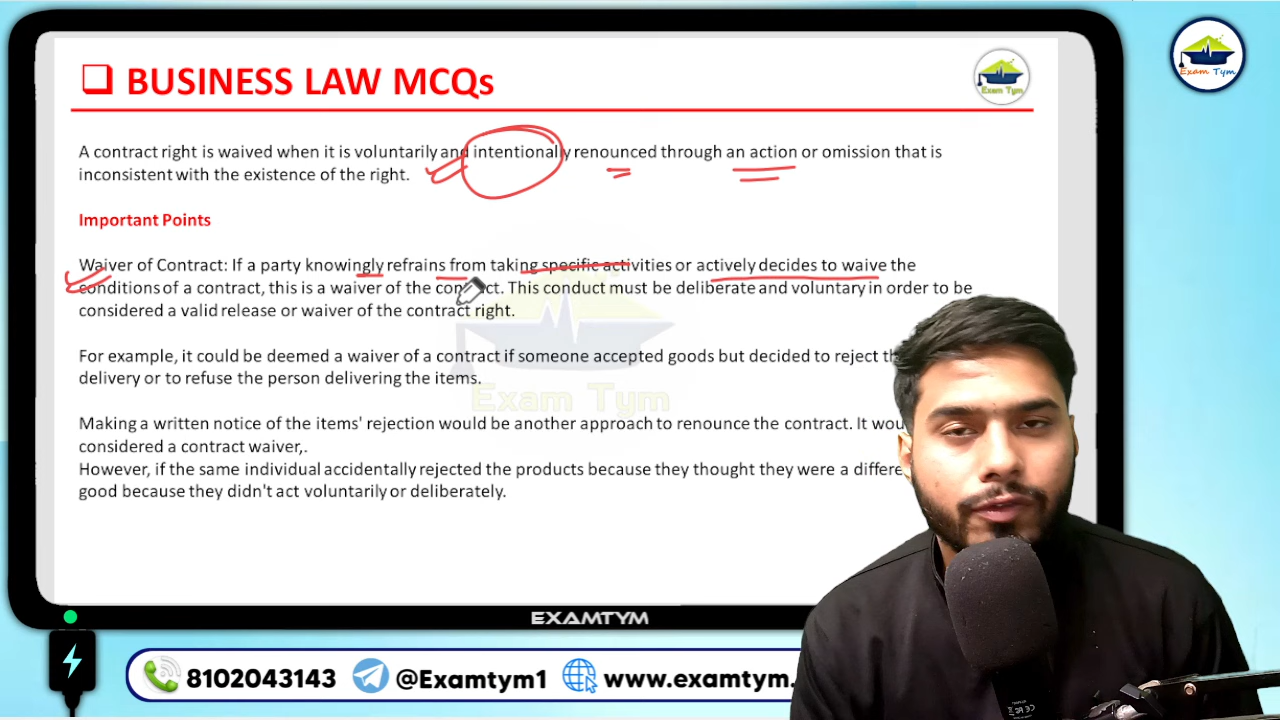 BUSINESS LAW MCQs
Exam Tym
Exam Tym
A contract right is waived when it is voluntarily and intentionally renounced through an action or omission that is
inconsistent with the existence of the right.
Important Points
Waiver of Contract: If a party knowingly refrains from taking specific activities or actively decides to waive the
conditions of a contract, this is a waiver of the contract. This conduct must be deliberate and voluntary in order to be
considered a valid release or waiver of the contract right.
For example, it could be deemed a waiver of a contract if someone accepted goods but decided to reject
delivery or to refuse the person delivering the items.
Exam Tym
Making a written notice of the items' rejection would be another approach to renounce the contract. It
considered a contract waiver,.
However, if the same individual accidentally rejected the products because they thought they were a
good because they didn't act voluntarily or deliberately.
EXAMTYM
8102043143 @Examtym1 www.examtym.